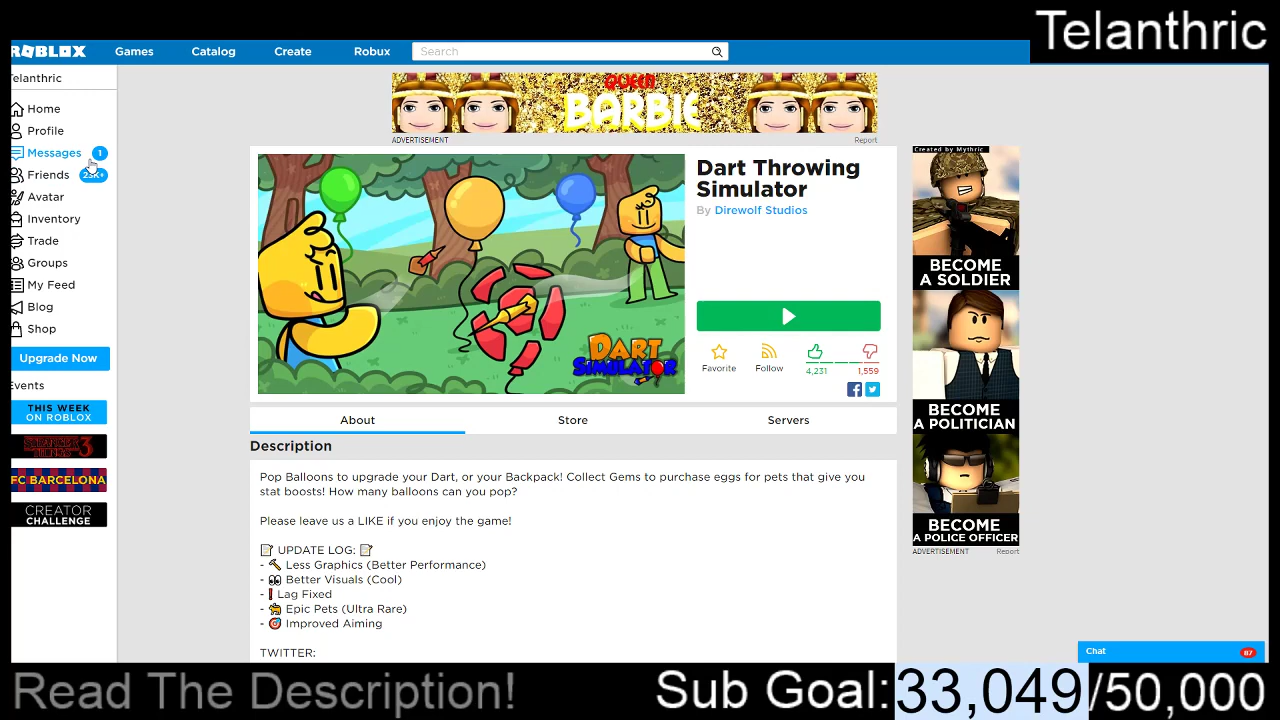 Telanthric
ROBLOX
Games
Catalog
Create
Robux
Search
Telanthric
Home
Profile
Messages 1
Friends
Avatar
Inventory
Trade
Groups
My Feed
Blog
Shop
Upgrade Now
Events
THIS WEEK
ON ROBLOX
FC BARCELONA
CREATOR
CHALLENGE
QUEEN
BARBIE
ADVERTISEMENT
Report
Dart Throwing
Simulator
By Direwolf Studios
DART
SIMULATOR
Favorite
Follow
4,231
1,559
About
Store
Servers
Description
Pop Balloons to upgrade your Dart, or your Backpack! Collect Gems to purchase eggs for pets that give you
stat boosts! How many balloons can you pop?
Please leave us a LIKE if you enjoy the game!
📝 UPDATE LOG: 📝
- 🔨 Less Graphics (Better Performance)
- 👀 Better Visuals (Cool)
- ❗ Lag Fixed
- 🐕 Epic Pets (Ultra Rare)
- 🎯 Improved Aiming
TWITTER:
Created by Mythric
BECOME
A SOLDIER
BECOME
A POLITICIAN
BECOME
A POLICE OFFICER
ADVERTISEMENT
Report
Chat
87
Read The Description!
Sub Goal:33,049/50,000